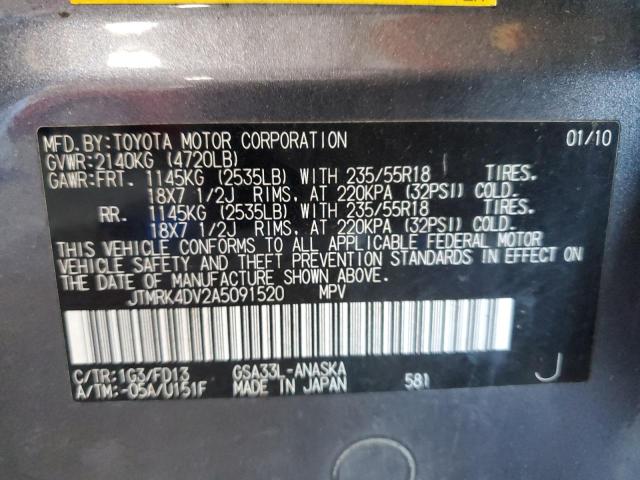 MFD.BY:TOYOTA MOTOR CORPORATION 01/10
GVWR:2140KG (4720LB)
GAWR:FRT. 1145KG (2535LB) WITH 235/55R18 TIRES.
18X7 1/2J RIMS, AT 220KPA (32PSI) COLD.
RR. 1145KG (2535LB) WITH 235/55R18 TIRES.
18X7 1/2J RIMS, AT 220KPA (32PSI) COLD.
THIS VEHICLE CONFORMS TO ALL APPLICABLE FEDERAL MOTOR
VEHICLE SAFETY AND THEFT PREVENTION STANDARDS IN EFFECT ON
THE DATE OF MANUFACTURE SHOWN ABOVE.
JTMRK4DV2A5091520 MPV
C/TR:1G3/FD13 GSA33L-ANASKA
A/TM:-05A/U151F MADE IN JAPAN 581 J